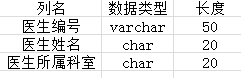 列名 数据类型 长度
医生编号 varchar 50
医生姓名 char 20
医生所属科室 char 20